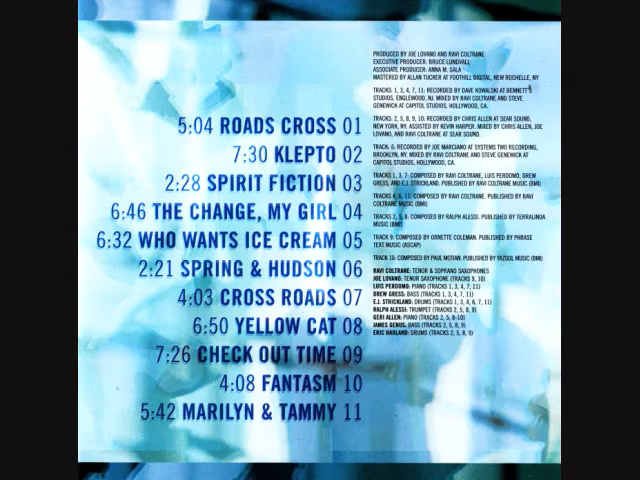 5:04 ROADS CROSS 01
7:30 KLEPTO 02
2:28 SPIRIT FICTION 03
6:46 THE CHANGE, MY GIRL 04
6:32 WHO WANTS ICE CREAM 05
2:21 SPRING & HUDSON 06
4:03 CROSS ROADS 07
6:50 YELLOW CAT 08
7:26 CHECK OUT TIME 09
4:08 FANTASM 10
5:42 MARILYN & TAMMY 11
PRODUCED BY JOE LOVANO AND RAVI COLTRANE
EXECUTIVE PRODUCER: BRUCE LUNDVALL
ASSOCIATE PRODUCER: ANNA M. SALA
MASTERED BY ALLAN TUCKER AT FOOTHILL DIGITAL, NEW ROCHELLE, NY
TRACKS: 1, 3, 4, 7, 11: RECORDED BY DAVE KOWALSKI AT BENNETT
STUDIOS, ENGLEWOOD, NJ. MIXED BY RAVI COLTRANE AND STEVE
GENEWICK AT CAPITOL STUDIOS, HOLLYWOOD, CA.
TRACKS: 2, 5, 8, 9, 10: RECORDED BY CHRIS ALLEN AT SEAR SOUND,
NEW YORK, NY. ASSISTED BY KEVIN HARPER. MIXED BY CHRIS ALLEN, JOE
LOVANO, AND RAVI COLTRANE AT SEAR SOUND.
TRACK: 6: RECORDED BY JOE MARCIANO AT SYSTEMS TWO RECORDING,
BROOKLYN, NY. MIXED BY RAVI COLTRANE AND STEVE GENEWICK AT
CAPITOL STUDIOS, HOLLYWOOD, CA.
TRACKS 1, 3, 7: COMPOSED BY RAVI COLTRANE, LUIS PERDOMO, DREW
GRESS, AND E.J. STRICKLAND. PUBLISHED BY RAVI COLTRANE MUSIC (BMI)
TRACKS 4, 6, 11: COMPOSED BY RAVI COLTRANE. PUBLISHED BY RAVI
COLTRANE MUSIC (BMI)
TRACKS 2, 5, 8: COMPOSED BY RALPH ALESSI. PUBLISHED BY TERRALINDA
MUSIC (BMI)
TRACK 9: COMPOSED BY ORNETTE COLEMAN. PUBLISHED BY PHRASE
TEXT MUSIC (ASCAP)
TRACK 10: COMPOSED BY PAUL MOTIAN. PUBLISHED BY YAZGOL MUSIC (BMI)
RAVI COLTRANE: TENOR & SOPRANO SAXOPHONES
JOE LOVANO: TENOR SAXOPHONE (TRACKS 9, 10)
LUIS PERDOMO: PIANO (TRACKS 1, 3, 4, 7, 11)
DREW GRESS: BASS (TRACKS 1, 3, 4, 7, 11)
E.J. STRICKLAND: DRUMS (TRACKS 1, 3, 4, 6, 7, 11)
RALPH ALESSI: TRUMPET (TRACKS 2, 5, 8, 9)
GERI ALLEN: PIANO (TRACKS 2, 5, 8-10)
JAMES GENUS: BASS (TRACKS 2, 5, 8, 9)
ERIC HARLAND: DRUMS (TRACKS 2, 5, 8, 9)